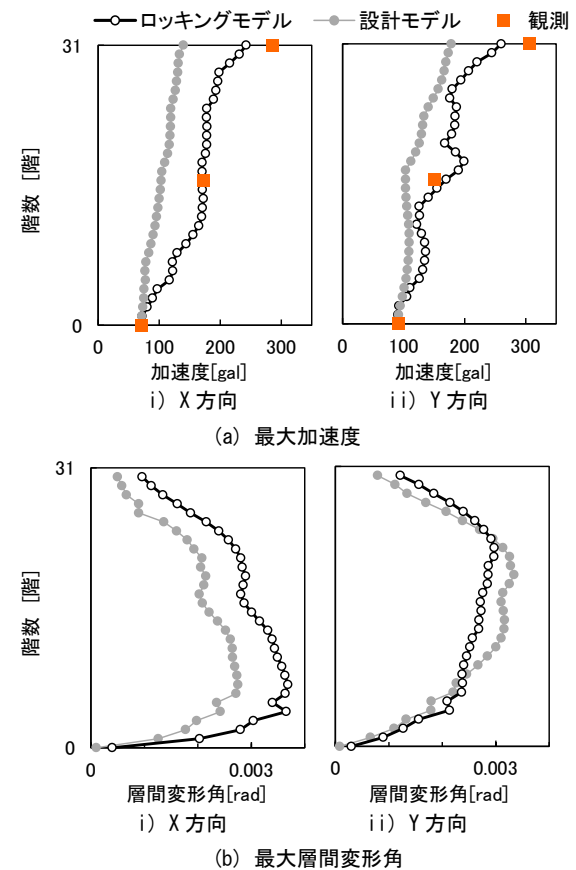 ロッキングモデル 設計モデル 観測
31
階数 [階]
0
0 100 200 300
0 100 200 300
加速度[gal]
加速度[gal]
i) X 方向
ii) Y 方向
(a) 最大加速度
31
階数 [階]
0
0 0.003
0 0.003
層間変形角[rad]
層間変形角[rad]
i) X 方向
ii) Y 方向
(b) 最大層間変形角